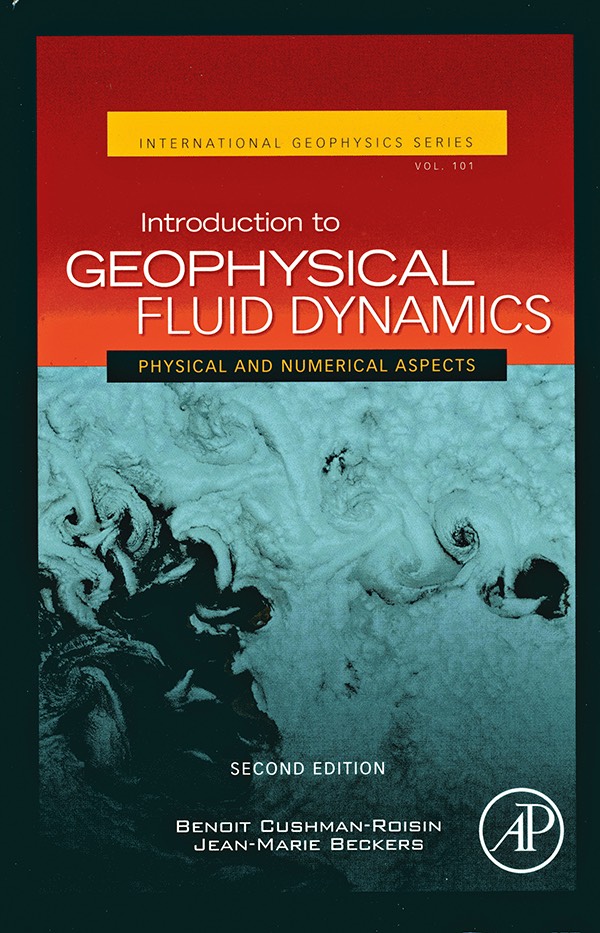 INTERNATIONAL GEOPHYSICS SERIES
VOL. 101
Introduction to
GEOPHYSICAL
FLUID DYNAMICS
PHYSICAL AND NUMERICAL ASPECTS
SECOND EDITION
BENOIT CUSHMAN-ROISIN
JEAN-MARIE BECKERS
AP